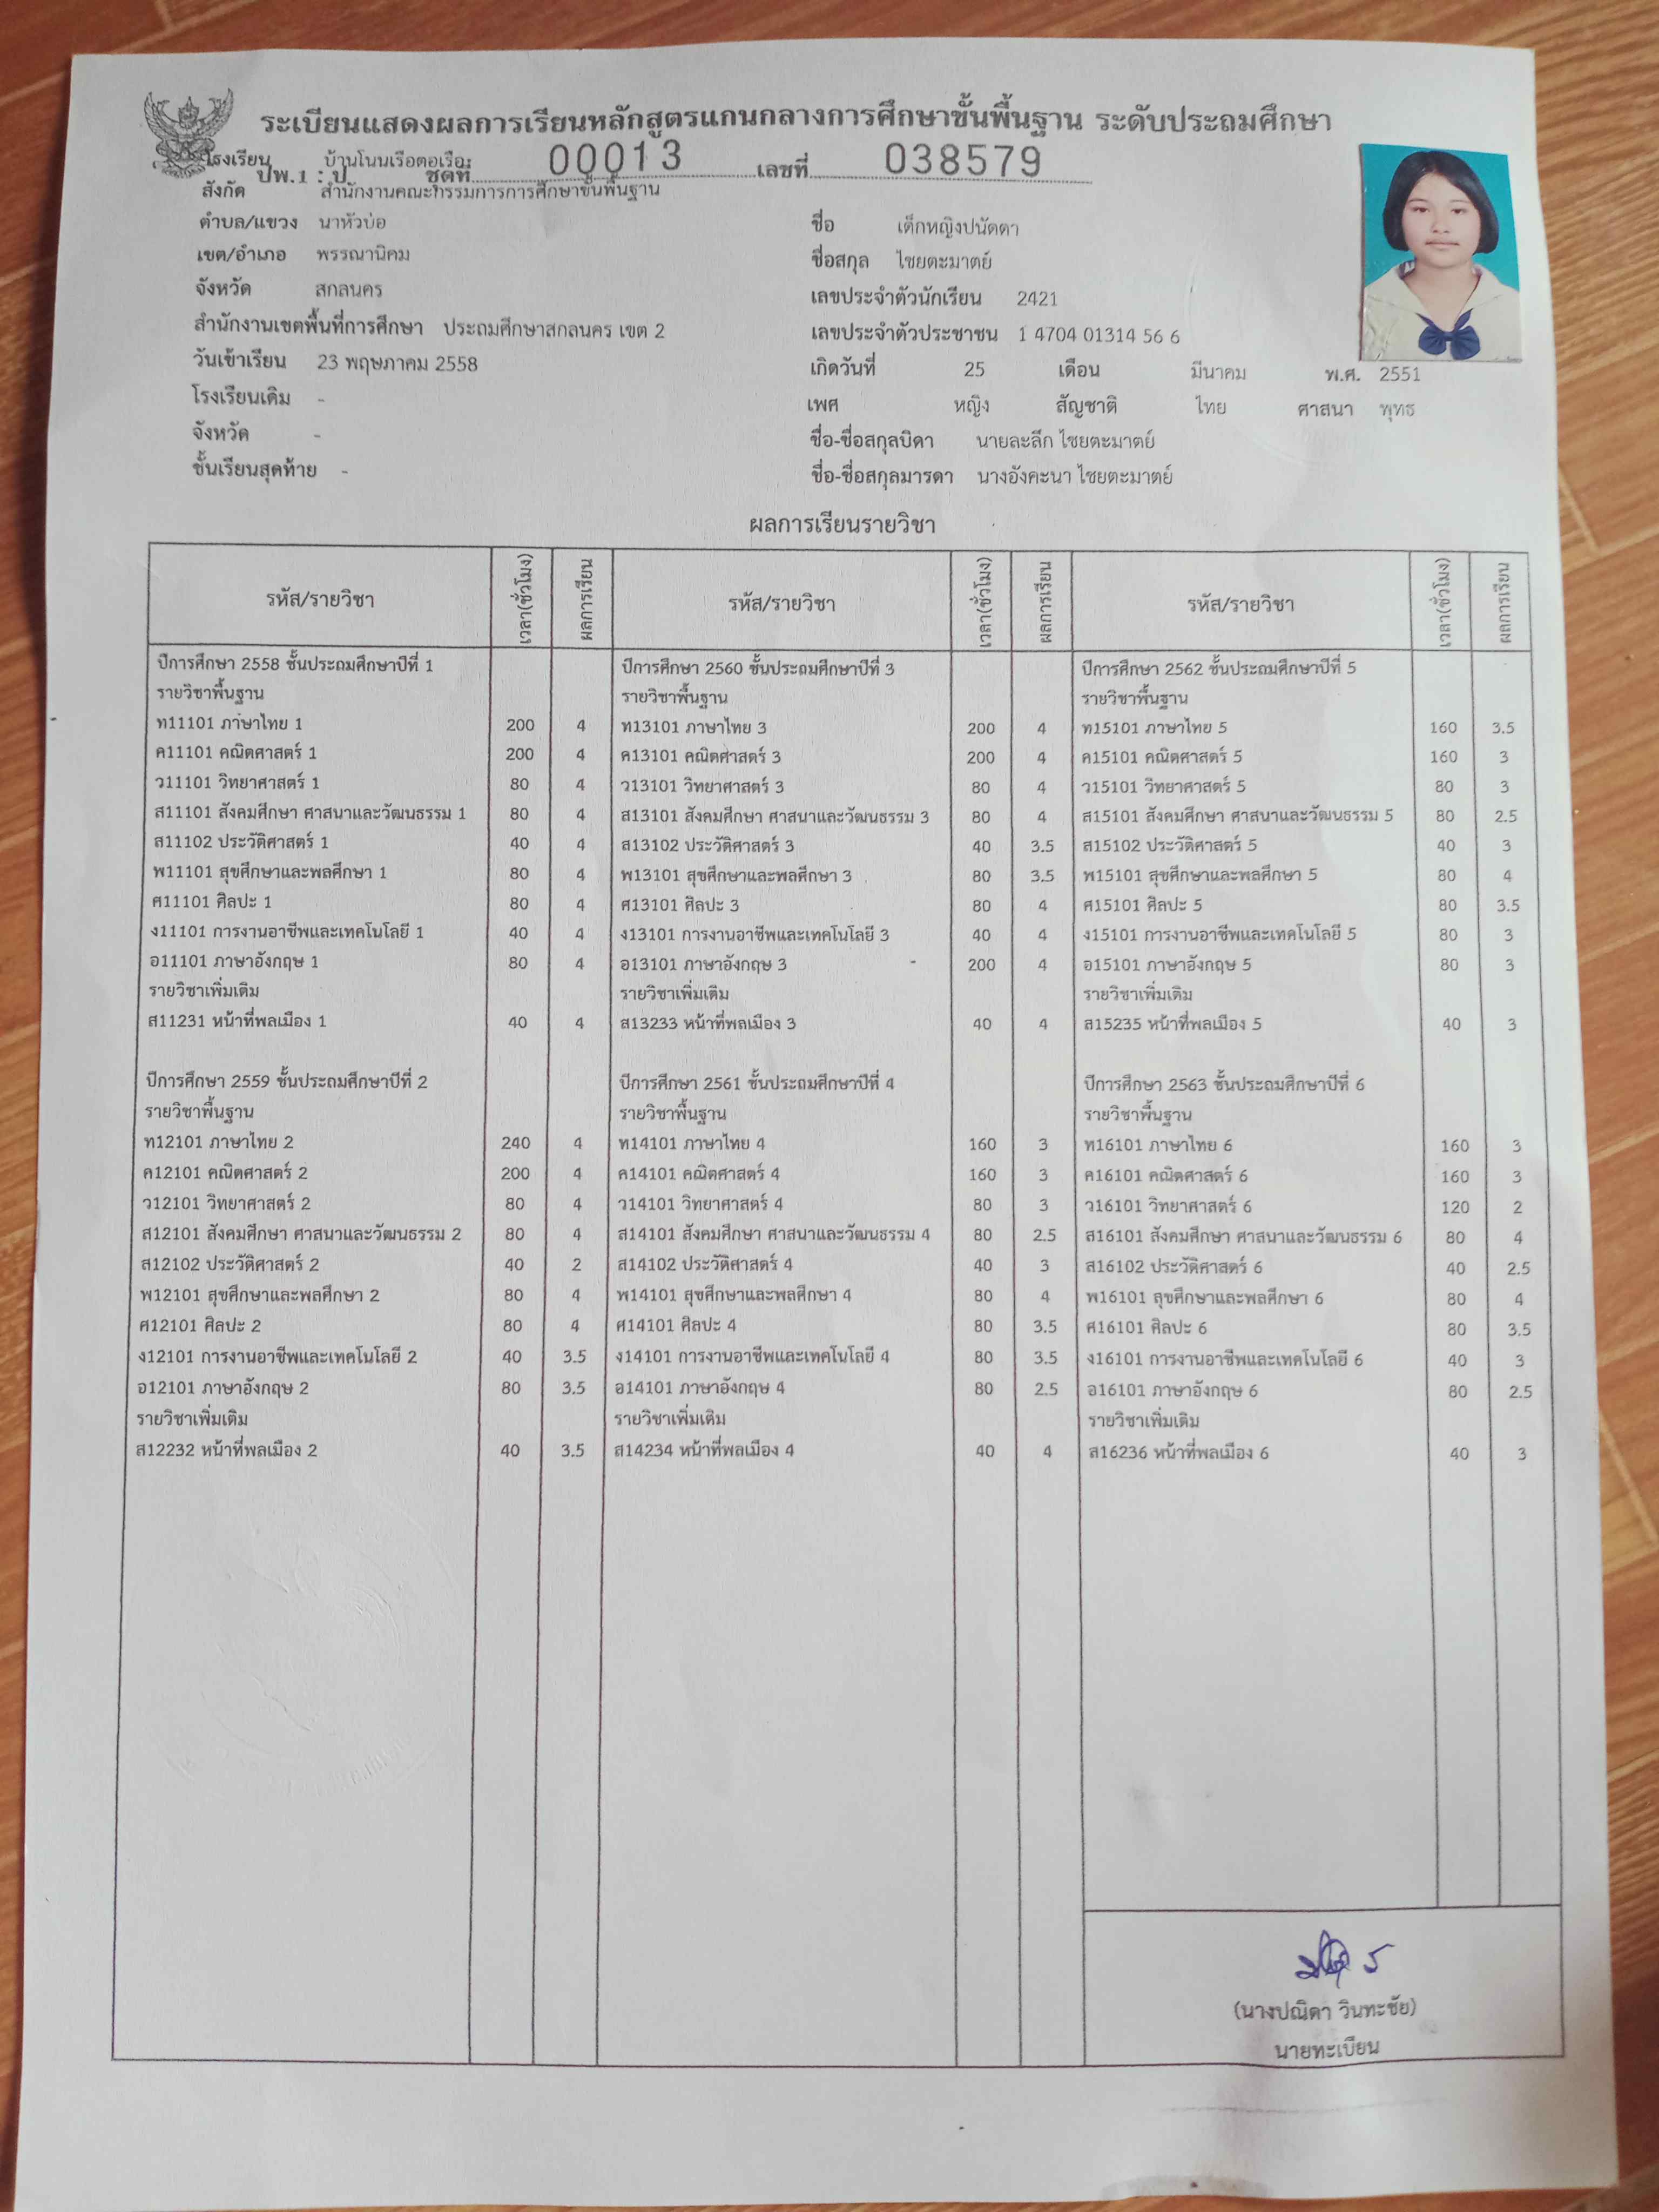 ระเบียนแสดงผลการเรียนหลักสูตรแกนกลางการศึกษาขั้นพื้นฐาน ระดับประถมศึกษา
โรงเรียน บ้านโนนเรือตอเรือ
ปพ.1 : ป ชุดที่ 00013 เลขที่ 038579
สังกัด สำนักงานคณะกรรมการการศึกษาขั้นพื้นฐาน
ตำบล/แขวง นาหัวบ่อ
เขต/อำเภอ พรรณานิคม
จังหวัด สกลนคร
สำนักงานเขตพื้นที่การศึกษา ประถมศึกษาสกลนคร เขต 2
วันเข้าเรียน 23 พฤษภาคม 2558
โรงเรียนเดิม -
จังหวัด -
ชั้นเรียนสุดท้าย -
ชื่อ เด็กหญิงปนัดดา
ชื่อสกุล ไชยตะมาตย์
เลขประจำตัวนักเรียน 2421
เลขประจำตัวประชาชน 1 4704 01314 56 6
เกิดวันที่ 25 เดือน มีนาคม พ.ศ. 2551
เพศ หญิง สัญชาติ ไทย ศาสนา พุทธ
ชื่อ-ชื่อสกุลบิดา นายละลึก ไชยตะมาตย์
ชื่อ-ชื่อสกุลมารดา นางอังคะนา ไชยตะมาตย์
ผลการเรียนรายวิชา
รหัส/รายวิชา เวลา(ชั่วโมง) ผลการเรียน
ปีการศึกษา 2558 ชั้นประถมศึกษาปีที่ 1
รายวิชาพื้นฐาน
ท11101 ภาษาไทย 1 200 4
ค11101 คณิตศาสตร์ 1 200 4
ว11101 วิทยาศาสตร์ 1 80 4
ส11101 สังคมศึกษา ศาสนาและวัฒนธรรม 1 80 4
ส11102 ประวัติศาสตร์ 1 40 4
พ11101 สุขศึกษาและพลศึกษา 1 80 4
ศ11101 ศิลปะ 1 80 4
ง11101 การงานอาชีพและเทคโนโลยี 1 40 4
อ11101 ภาษาอังกฤษ 1 80 4
รายวิชาเพิ่มเติม
ส11231 หน้าที่พลเมือง 1 40 4
ปีการศึกษา 2559 ชั้นประถมศึกษาปีที่ 2
รายวิชาพื้นฐาน
ท12101 ภาษาไทย 2 240 4
ค12101 คณิตศาสตร์ 2 200 4
ว12101 วิทยาศาสตร์ 2 80 4
ส12101 สังคมศึกษา ศาสนาและวัฒนธรรม 2 80 4
ส12102 ประวัติศาสตร์ 2 40 2
พ12101 สุขศึกษาและพลศึกษา 2 80 4
ศ12101 ศิลปะ 2 80 4
ง12101 การงานอาชีพและเทคโนโลยี 2 40 3.5
อ12101 ภาษาอังกฤษ 2 80 3.5
รายวิชาเพิ่มเติม
ส12232 หน้าที่พลเมือง 2 40 3.5
รหัส/รายวิชา เวลา(ชั่วโมง) ผลการเรียน
ปีการศึกษา 2560 ชั้นประถมศึกษาปีที่ 3
รายวิชาพื้นฐาน
ท13101 ภาษาไทย 3 200 4
ค13101 คณิตศาสตร์ 3 200 4
ว13101 วิทยาศาสตร์ 3 80 4
ส13101 สังคมศึกษา ศาสนาและวัฒนธรรม 3 80 4
ส13102 ประวัติศาสตร์ 3 40 3.5
พ13101 สุขศึกษาและพลศึกษา 3 80 3.5
ศ13101 ศิลปะ 3 80 4
ง13101 การงานอาชีพและเทคโนโลยี 3 40 4
อ13101 ภาษาอังกฤษ 3 200 4
รายวิชาเพิ่มเติม
ส13233 หน้าที่พลเมือง 3 40 4
ปีการศึกษา 2561 ชั้นประถมศึกษาปีที่ 4
รายวิชาพื้นฐาน
ท14101 ภาษาไทย 4 160 3
ค14101 คณิตศาสตร์ 4 160 3
ว14101 วิทยาศาสตร์ 4 80 3
ส14101 สังคมศึกษา ศาสนาและวัฒนธรรม 4 80 2.5
ส14102 ประวัติศาสตร์ 4 40 3
พ14101 สุขศึกษาและพลศึกษา 4 80 4
ศ14101 ศิลปะ 4 80 3.5
ง14101 การงานอาชีพและเทคโนโลยี 4 80 3.5
อ14101 ภาษาอังกฤษ 4 80 2.5
รายวิชาเพิ่มเติม
ส14234 หน้าที่พลเมือง 4 40 4
รหัส/รายวิชา เวลา(ชั่วโมง) ผลการเรียน
ปีการศึกษา 2562 ชั้นประถมศึกษาปีที่ 5
รายวิชาพื้นฐาน
ท15101 ภาษาไทย 5 160 3.5
ค15101 คณิตศาสตร์ 5 160 3
ว15101 วิทยาศาสตร์ 5 80 3
ส15101 สังคมศึกษา ศาสนาและวัฒนธรรม 5 80 2.5
ส15102 ประวัติศาสตร์ 5 40 3
พ15101 สุขศึกษาและพลศึกษา 5 80 4
ศ15101 ศิลปะ 5 80 3.5
ง15101 การงานอาชีพและเทคโนโลยี 5 80 3
อ15101 ภาษาอังกฤษ 5 80 3
รายวิชาเพิ่มเติม
ส15235 หน้าที่พลเมือง 5 40 3
ปีการศึกษา 2563 ชั้นประถมศึกษาปีที่ 6
รายวิชาพื้นฐาน
ท16101 ภาษาไทย 6 160 3
ค16101 คณิตศาสตร์ 6 160 3
ว16101 วิทยาศาสตร์ 6 120 2
ส16101 สังคมศึกษา ศาสนาและวัฒนธรรม 6 80 4
ส16102 ประวัติศาสตร์ 6 40 2.5
พ16101 สุขศึกษาและพลศึกษา 6 80 4
ศ16101 ศิลปะ 6 80 3.5
ง16101 การงานอาชีพและเทคโนโลยี 6 40 3
อ16101 ภาษาอังกฤษ 6 80 2.5
รายวิชาเพิ่มเติม
ส16236 หน้าที่พลเมือง 6 40 3
(นางปณิดา วินทะชัย)
นายทะเบียน